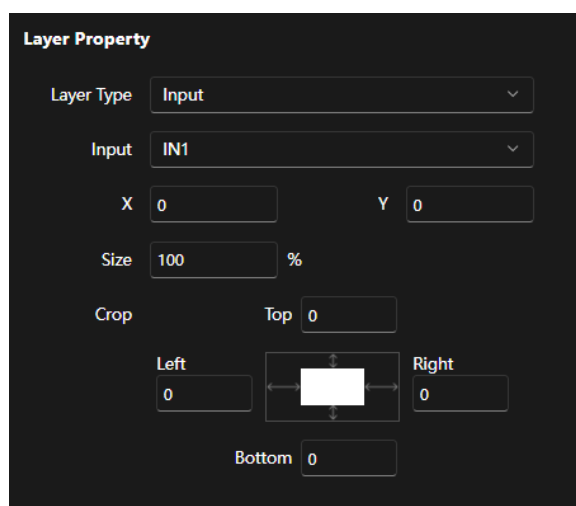 Layer Property
Layer Type Input
Input IN1
X 0 Y 0
Size 100 %
Crop Top 0
Left Right
0 0
Bottom 0